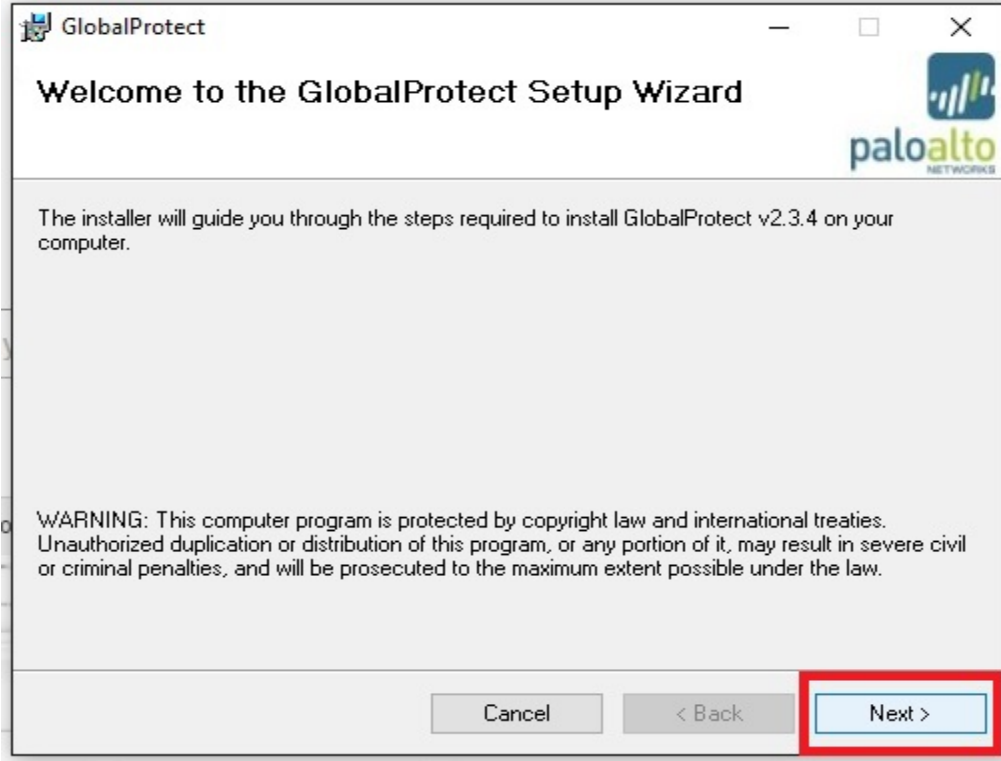 GlobalProtect
Welcome to the GlobalProtect Setup Wizard
paloalto
NETWORKS
The installer will guide you through the steps required to install GlobalProtect v2.3.4 on your
computer.
WARNING: This computer program is protected by copyright law and international treaties.
Unauthorized duplication or distribution of this program, or any portion of it, may result in severe civil
or criminal penalties, and will be prosecuted to the maximum extent possible under the law.
Cancel
< Back
Next >